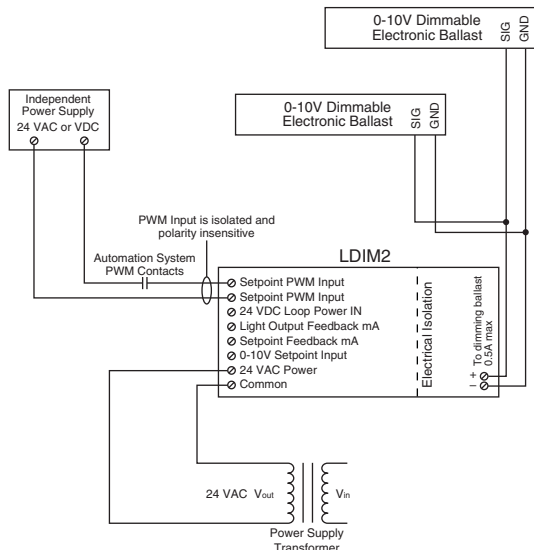 0-10V Dimmable
Electronic Ballast
SIG
GND
0-10V Dimmable
Electronic Ballast
SIG
GND
Independent
Power Supply
24 VAC or VDC
PWM Input is isolated and
polarity insensitive
Automation System
PWM Contacts
LDIM2
Setpoint PWM Input
Setpoint PWM Input
24 VDC Loop Power IN
Light Output Feedback mA
Setpoint Feedback mA
0-10V Setpoint Input
24 VAC Power
Common
Electrical Isolation
To dimming ballast
0.5A max
+
–
24 VAC Vout
Vin
Power Supply
Transformer